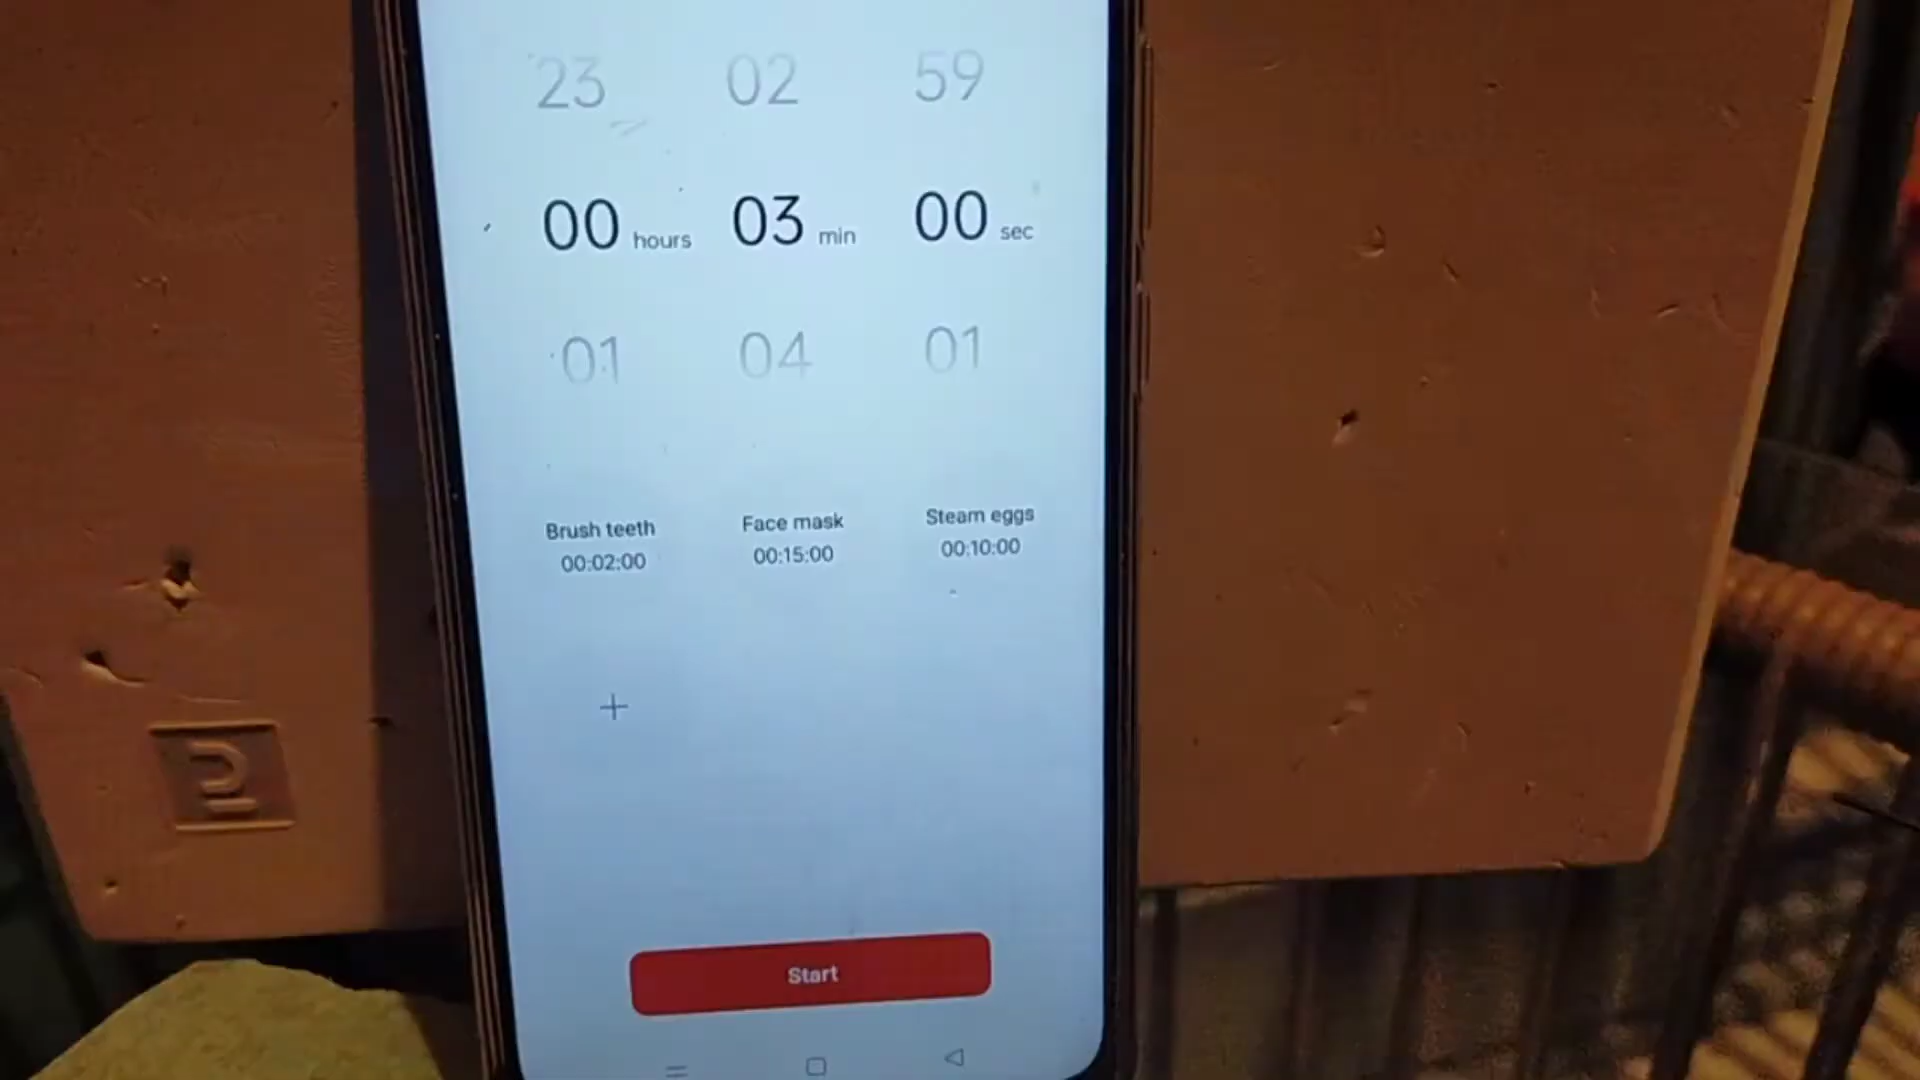 23 02 59
00 hours 03 min 00 sec
01 04 01
Brush teeth Face mask Steam eggs
00:02:00 00:15:00 00:10:00
+
Start